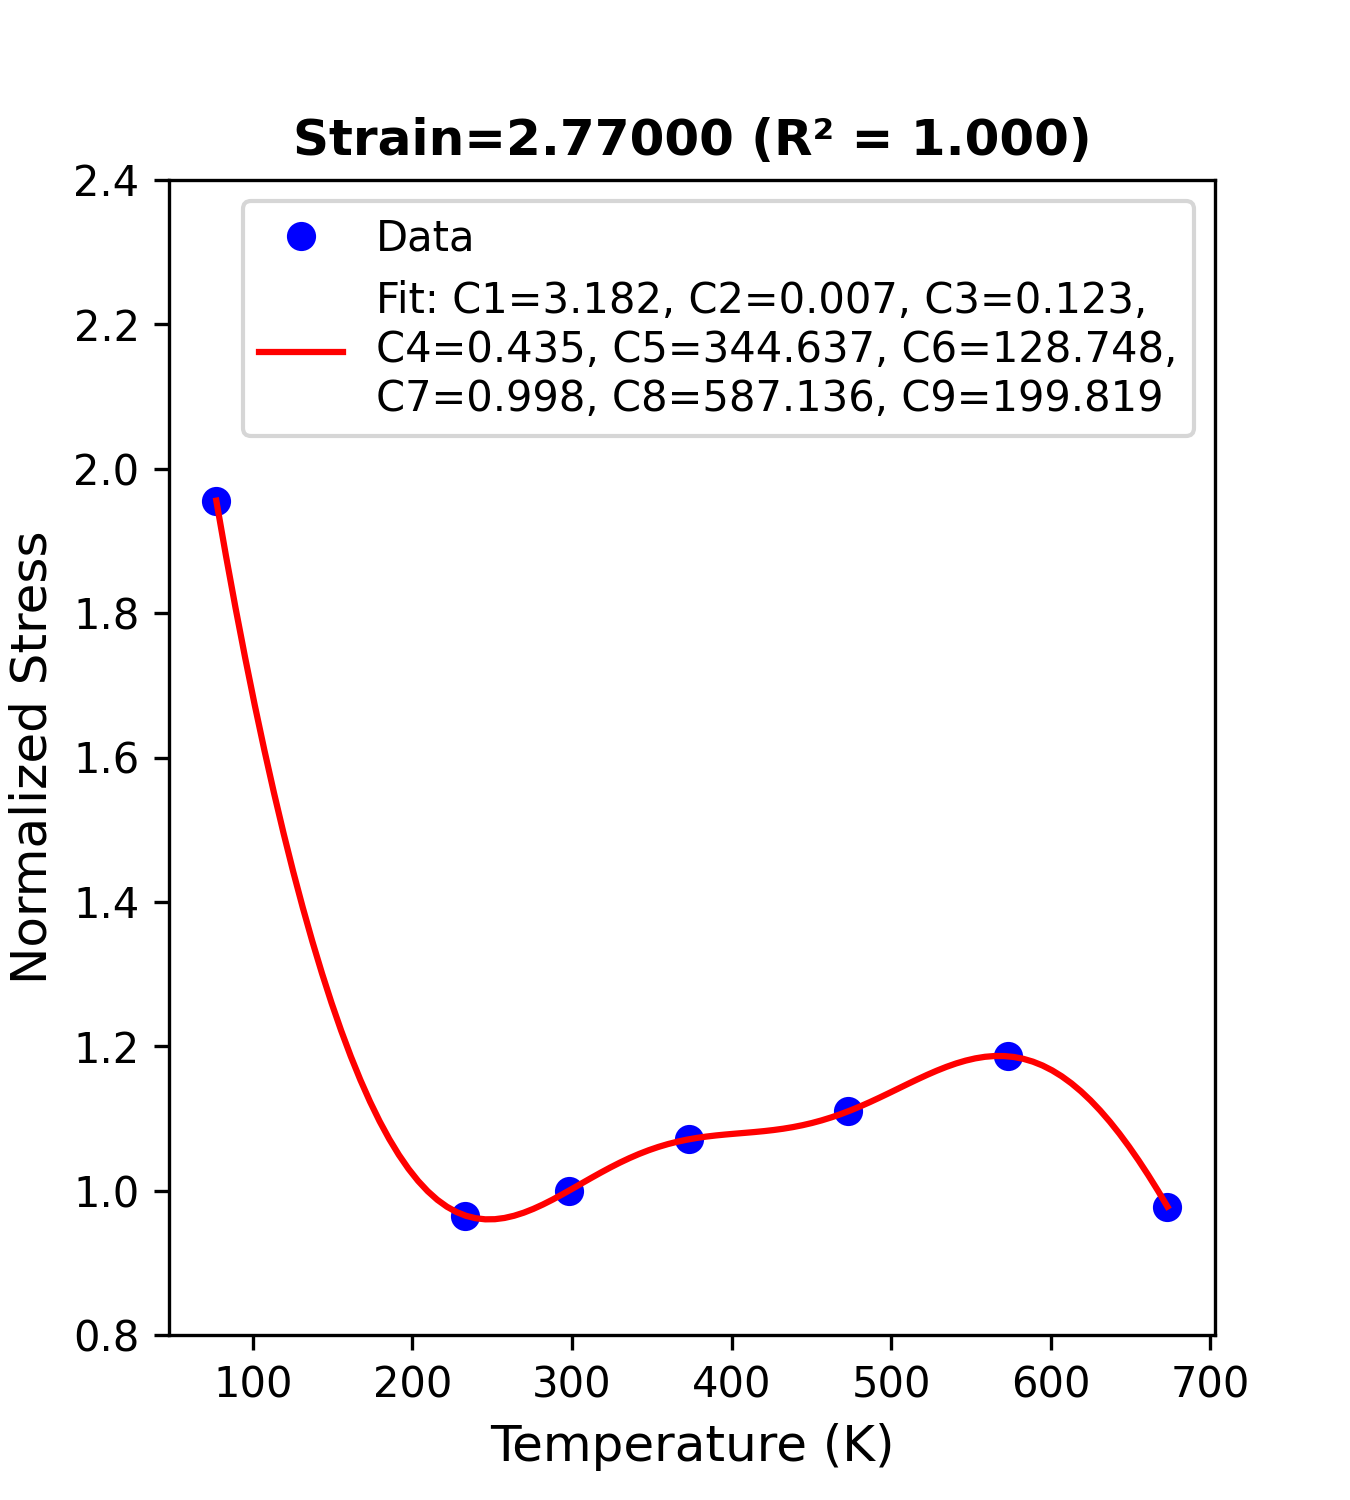 Strain=2.77000 (R² = 1.000)
2.4
2.2
2.0
1.8
1.6
1.4
1.2
1.0
0.8
Normalized Stress
Data
Fit: C1=3.182, C2=0.007, C3=0.123,
C4=0.435, C5=344.637, C6=128.748,
C7=0.998, C8=587.136, C9=199.819
100 200 300 400 500 600 700
Temperature (K)